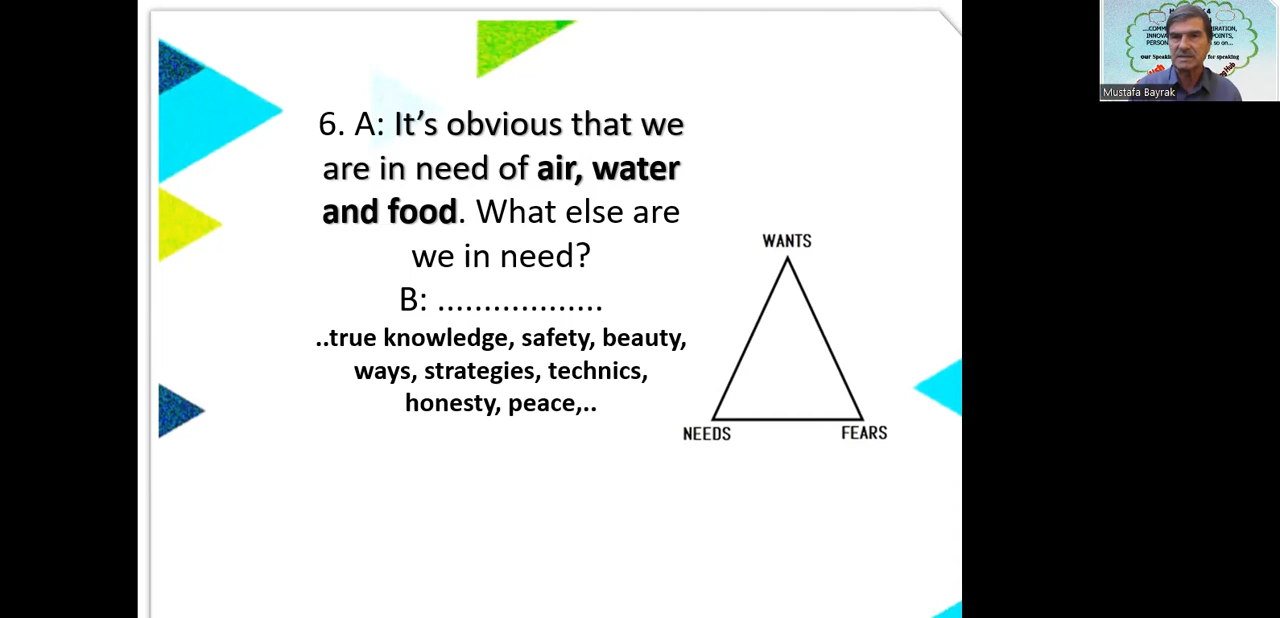 6. A: It's obvious that we
are in need of air, water
and food. What else are
we in need?
B: ..................
..true knowledge, safety, beauty,
ways, strategies, technics,
honesty, peace,..
WANTS
NEEDS
FEARS
Mustafa Bayrak